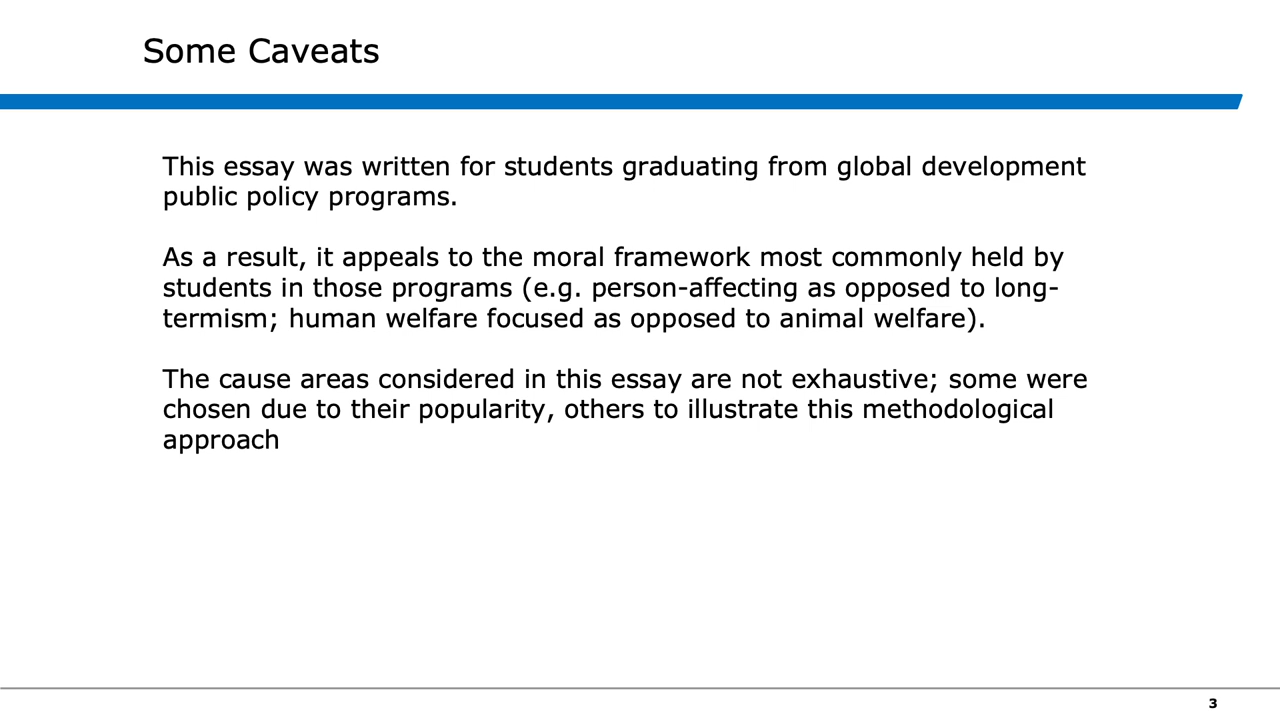 Some Caveats
This essay was written for students graduating from global development
public policy programs.
As a result, it appeals to the moral framework most commonly held by
students in those programs (e.g. person-affecting as opposed to long-
termism; human welfare focused as opposed to animal welfare).
The cause areas considered in this essay are not exhaustive; some were
chosen due to their popularity, others to illustrate this methodological
approach
3